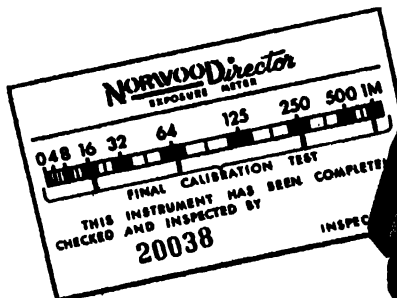 NORWOOD Director
EXPOSURE METER
0 4 8 16 32 64 125 250 500 1M
FINAL CALIBRATION TEST
THIS INSTRUMENT HAS BEEN COMPLETE
CHECKED AND INSPECTED BY
20038 INSPEC